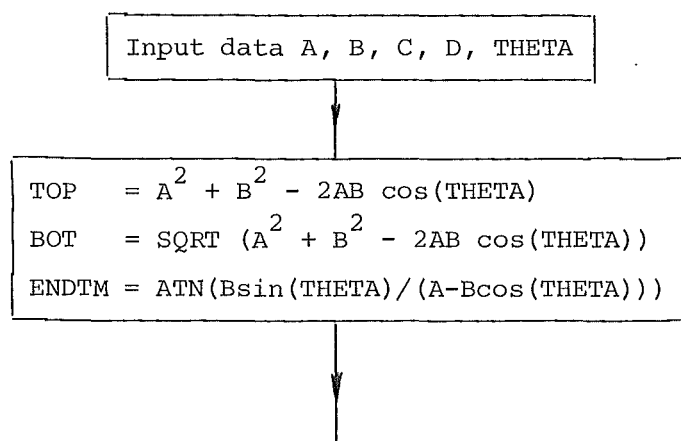 Input data A, B, C, D, THETA
TOP = A² + B² - 2AB cos(THETA)
BOT = SQRT (A² + B² - 2AB cos(THETA))
ENDTM = ATN(Bsin(THETA)/(A-Bcos(THETA)))